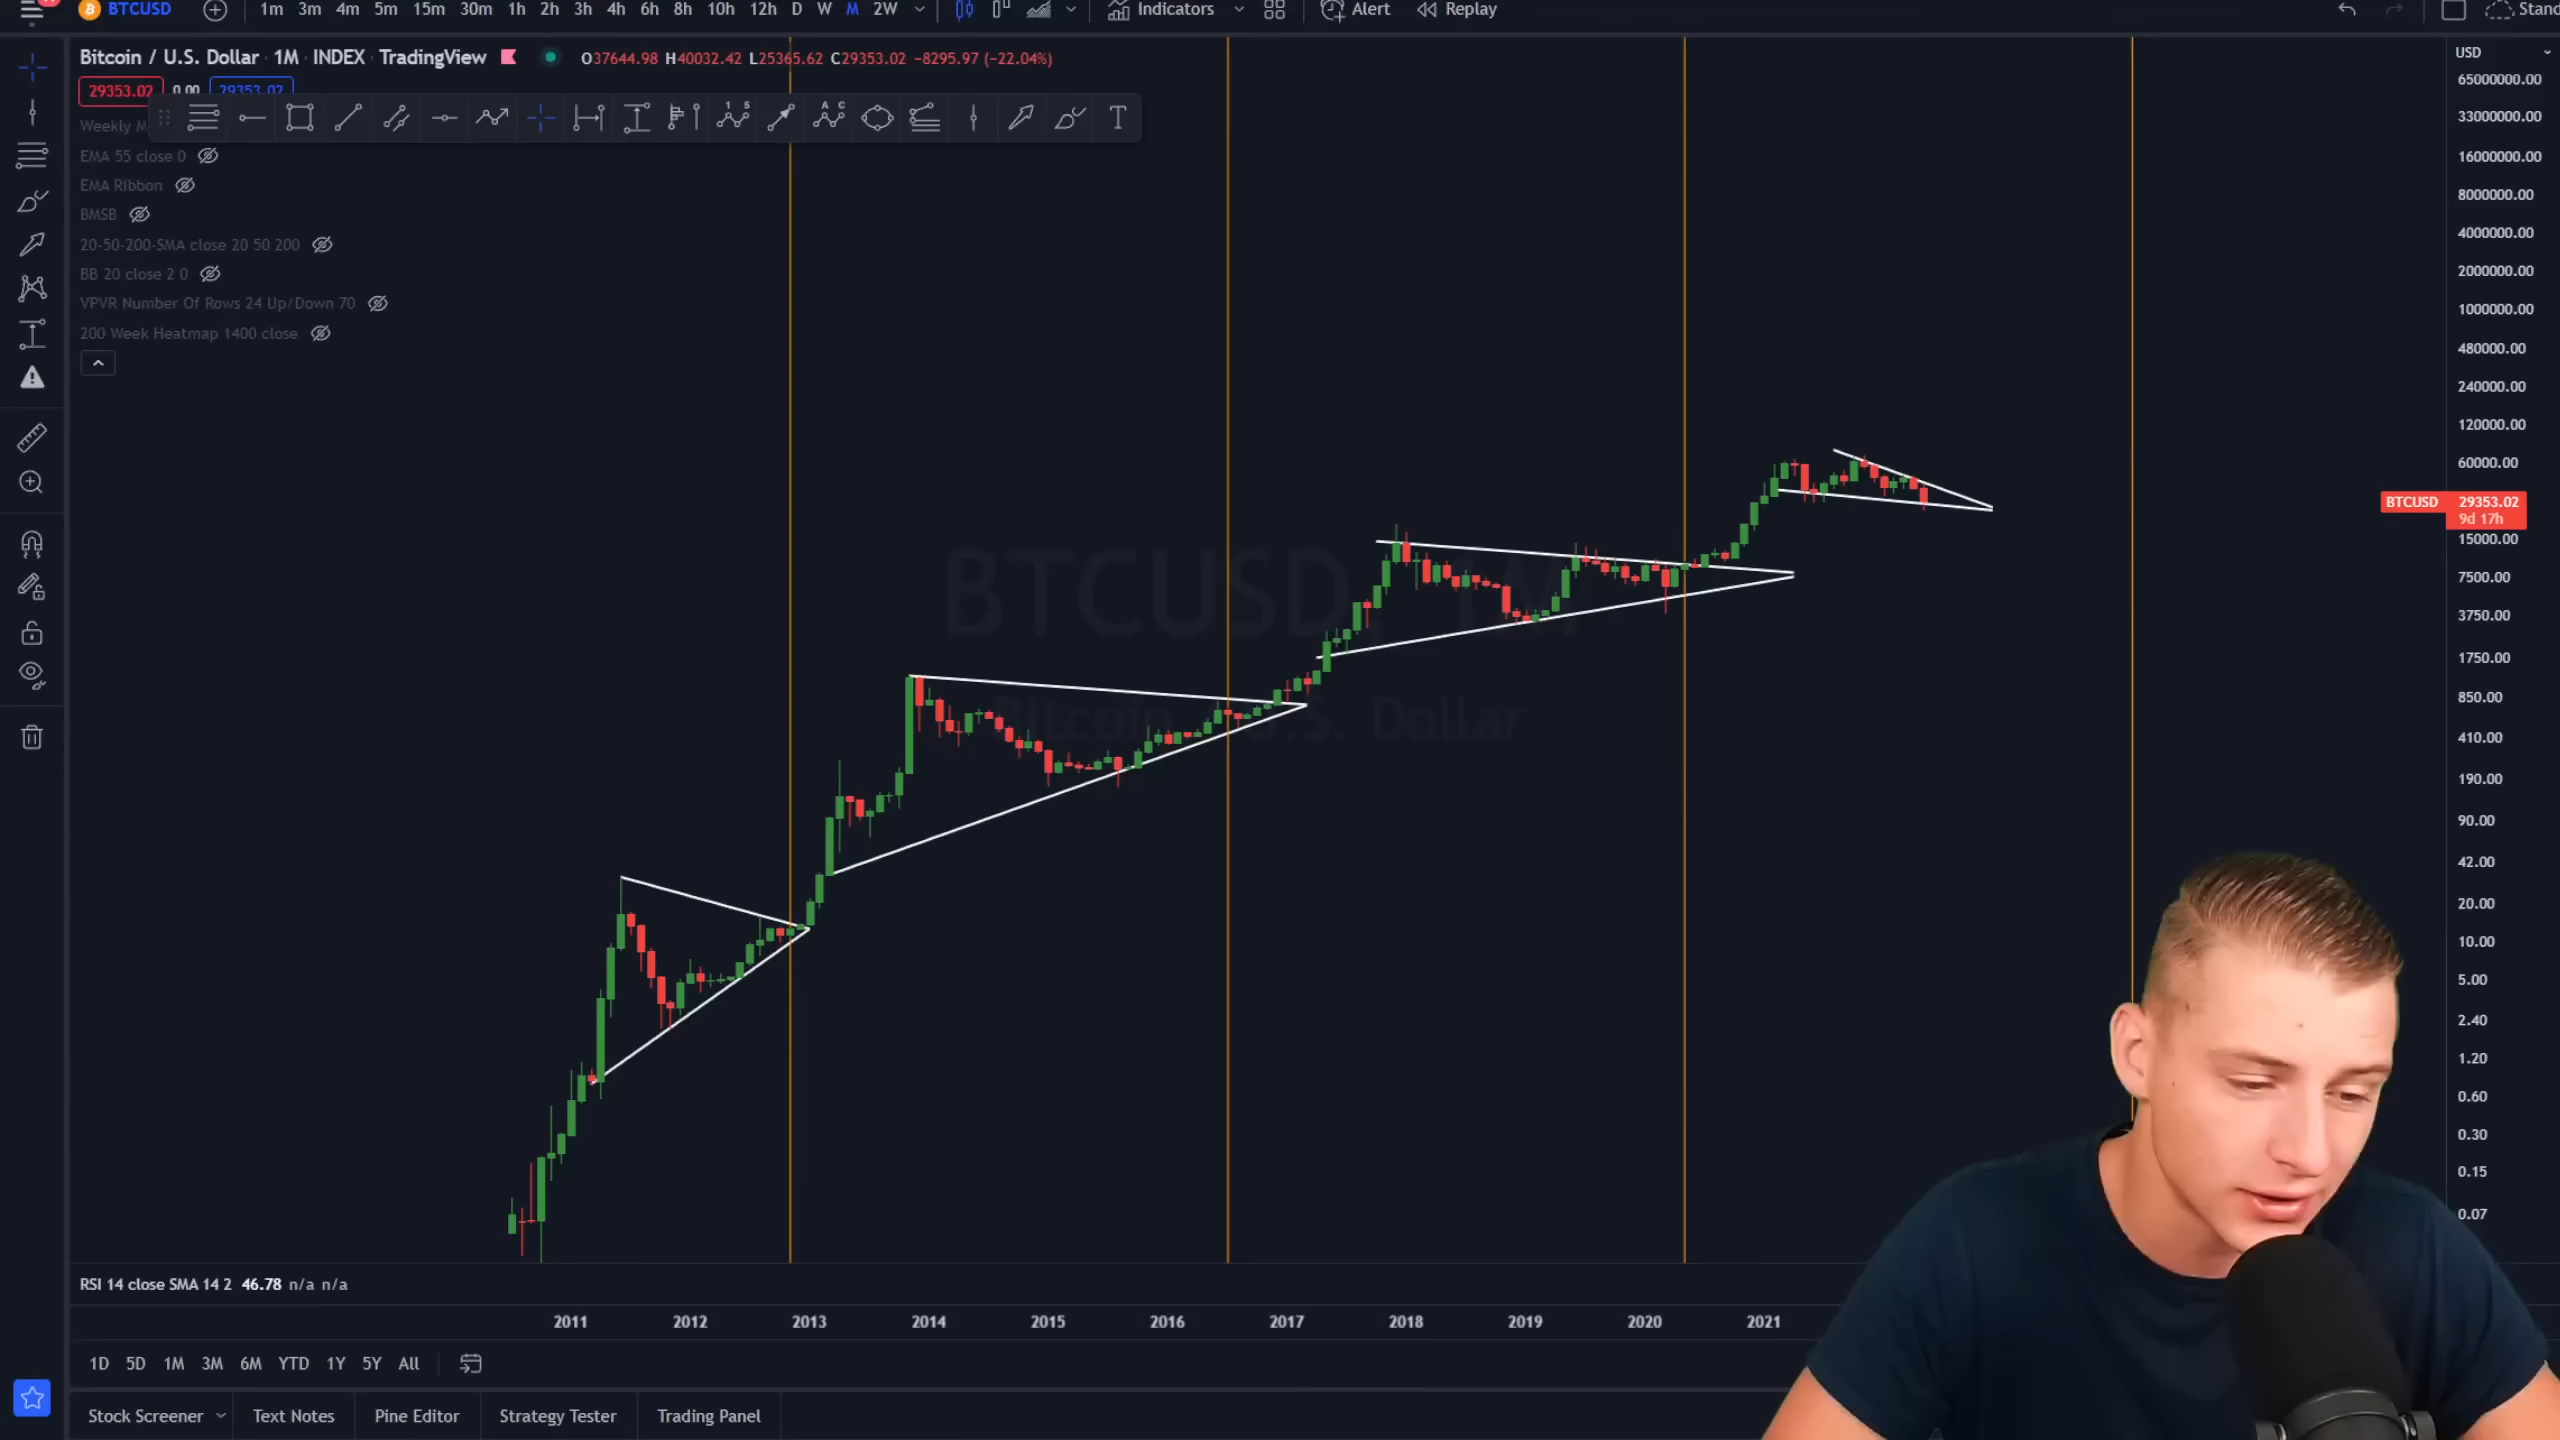 BTCUSD 1m 3m 4m 5m 15m 30m 1h 2h 3h 4h 6h 8h 10h 12h D W M 2W Indicators Alert Replay
Bitcoin / U.S. Dollar · 1M · INDEX · TradingView O37644.98 H40032.42 L25365.62 C29353.02 −8295.97 (−22.04%)
29353.02 0.00 29353.02
Weekly
EMA 55 close 0
EMA Ribbon
BMSB
20-50-200-SMA close 20 50 200
BB 20 close 2 0
VPVR Number Of Rows 24 Up/Down 70
200 Week Heatmap 1400 close
USD
65000000.00
33000000.00
16000000.00
8000000.00
4000000.00
2000000.00
1000000.00
480000.00
240000.00
120000.00
60000.00
BTCUSD 29353.02
9d 17h
15000.00
7500.00
3750.00
1750.00
850.00
410.00
190.00
90.00
42.00
20.00
10.00
5.00
2.40
1.20
0.60
0.30
0.15
0.07
BTCUSD, 1M
Bitcoin / U.S. Dollar
RSI 14 close SMA 14 2 46.78 n/a n/a
2011 2012 2013 2014 2015 2016 2017 2018 2019 2020 2021
1D 5D 1M 3M 6M YTD 1Y 5Y All
Stock Screener Text Notes Pine Editor Strategy Tester Trading Panel